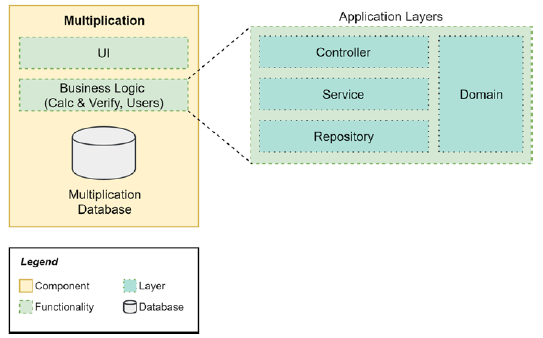 Multiplication
UI
Business Logic
(Calc & Verify, Users)
Multiplication
Database
Application Layers
Controller
Service
Repository
Domain
Legend
Component
Layer
Functionality
Database